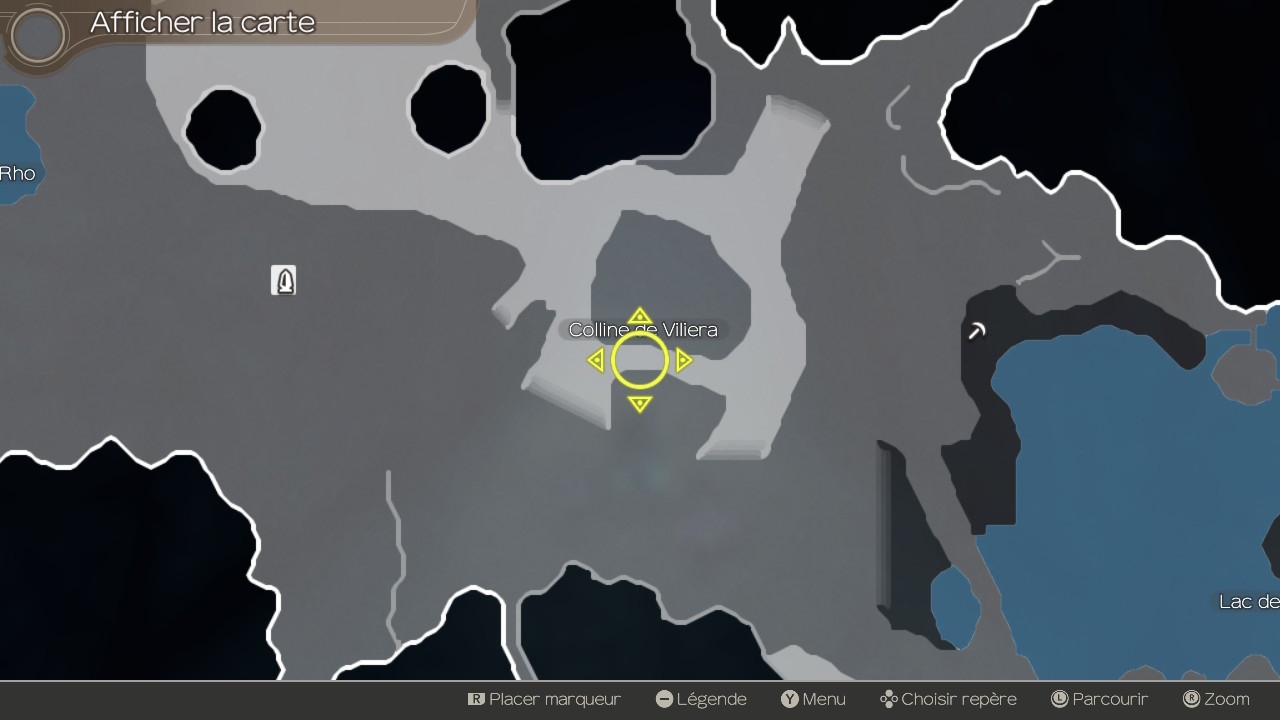 Afficher la carte
Rho
Colline de Viliera
Lac de
R Placer marqueur
Légende
Y Menu
Choisir repère
L Parcourir
R Zoom